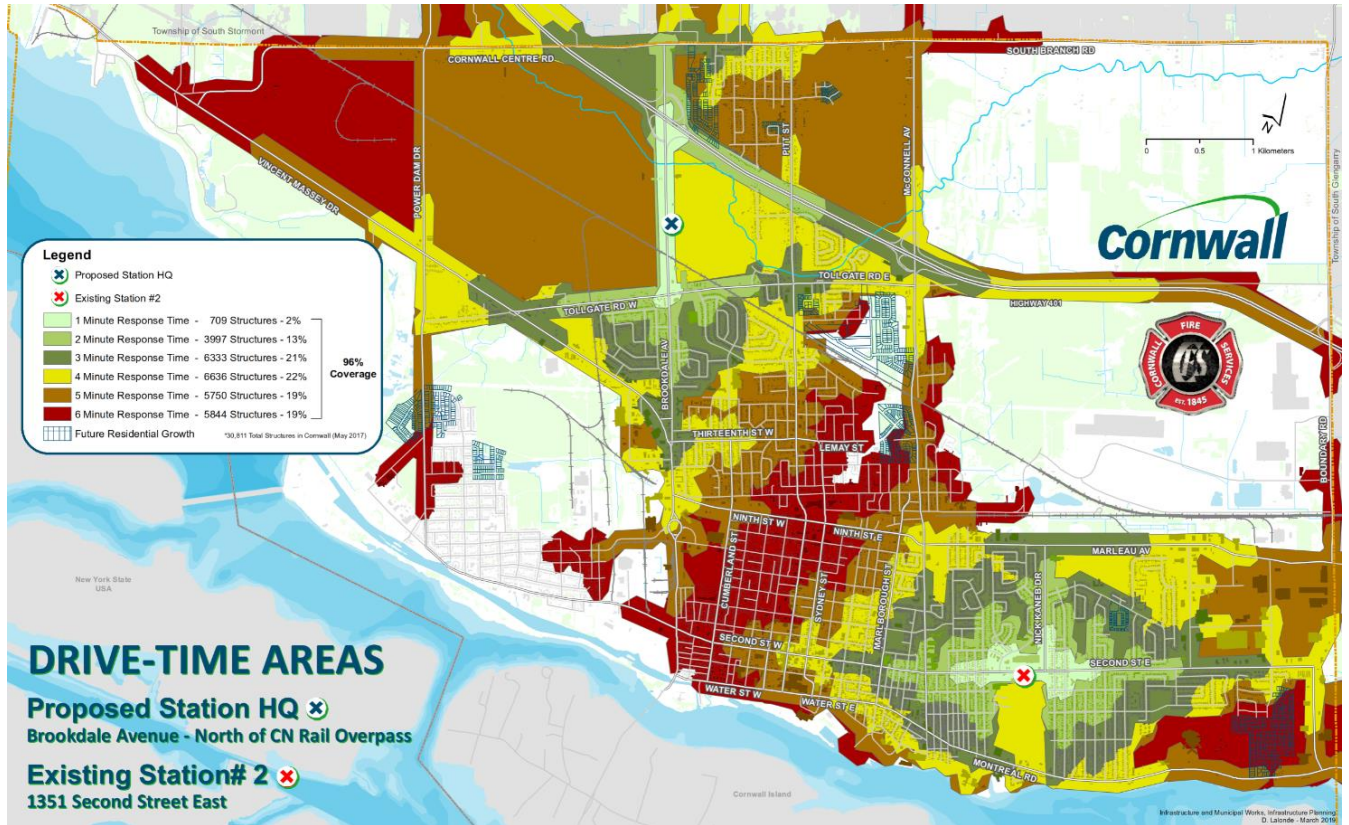 Township of South Stormont
CORNWALL CENTRE RD
SOUTH BRANCH RD
PITT ST
McCONNELL AV
POWER DAM DR
VINCENT MASSEY DR
N
0 0.5 1 Kilometers
Township of South Glengarry
Cornwall
Legend
Proposed Station HQ
Existing Station #2
1 Minute Response Time - 709 Structures - 2%
2 Minute Response Time - 3997 Structures - 13%
3 Minute Response Time - 6333 Structures - 21%
4 Minute Response Time - 6636 Structures - 22%
5 Minute Response Time - 5750 Structures - 19%
6 Minute Response Time - 5844 Structures - 19%
96%
Coverage
Future Residential Growth
*30,811 Total Structures in Cornwall (May 2017)
TOLLGATE RD E
TOLLGATE RD W
HIGHWAY 401
BROOKDALE AV
CORNWALL FIRE SERVICES
EST. 1845
THIRTEENTH ST W
LEMAY ST
BOUNDARY RD
NINTH ST W
NINTH ST E
MARLEAU AV
CUMBERLAND ST
SYDNEY ST
MARLBOROUGH ST
NICK KANEB DR
SECOND ST W
SECOND ST E
WATER ST W
WATER ST E
MONTREAL RD
New York State
USA
Cornwall Island
DRIVE-TIME AREAS
Proposed Station HQ
Brookdale Avenue - North of CN Rail Overpass
Existing Station# 2
1351 Second Street East
Infrastructure and Municipal Works, Infrastructure Planning
D. Lalonde - March 2019